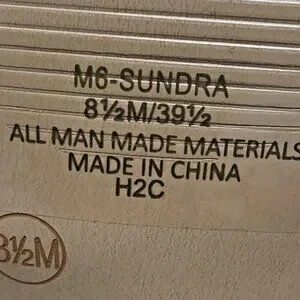 M6-SUNDRA
8½M/39½
ALL MAN MADE MATERIALS
MADE IN CHINA
H2C
8½M